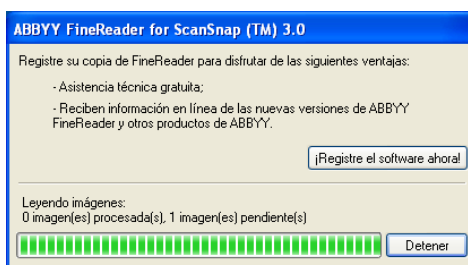 ABBYY FineReader for ScanSnap (TM) 3.0
Registre su copia de FineReader para disfrutar de las siguientes ventajas:
- Asistencia técnica gratuita;
- Reciben información en línea de las nuevas versiones de ABBYY
FineReader y otros productos de ABBYY.
¡Registre el software ahora!
Leyendo imágenes:
0 imagen(es) procesada(s), 1 imagen(es) pendiente(s)
Detener